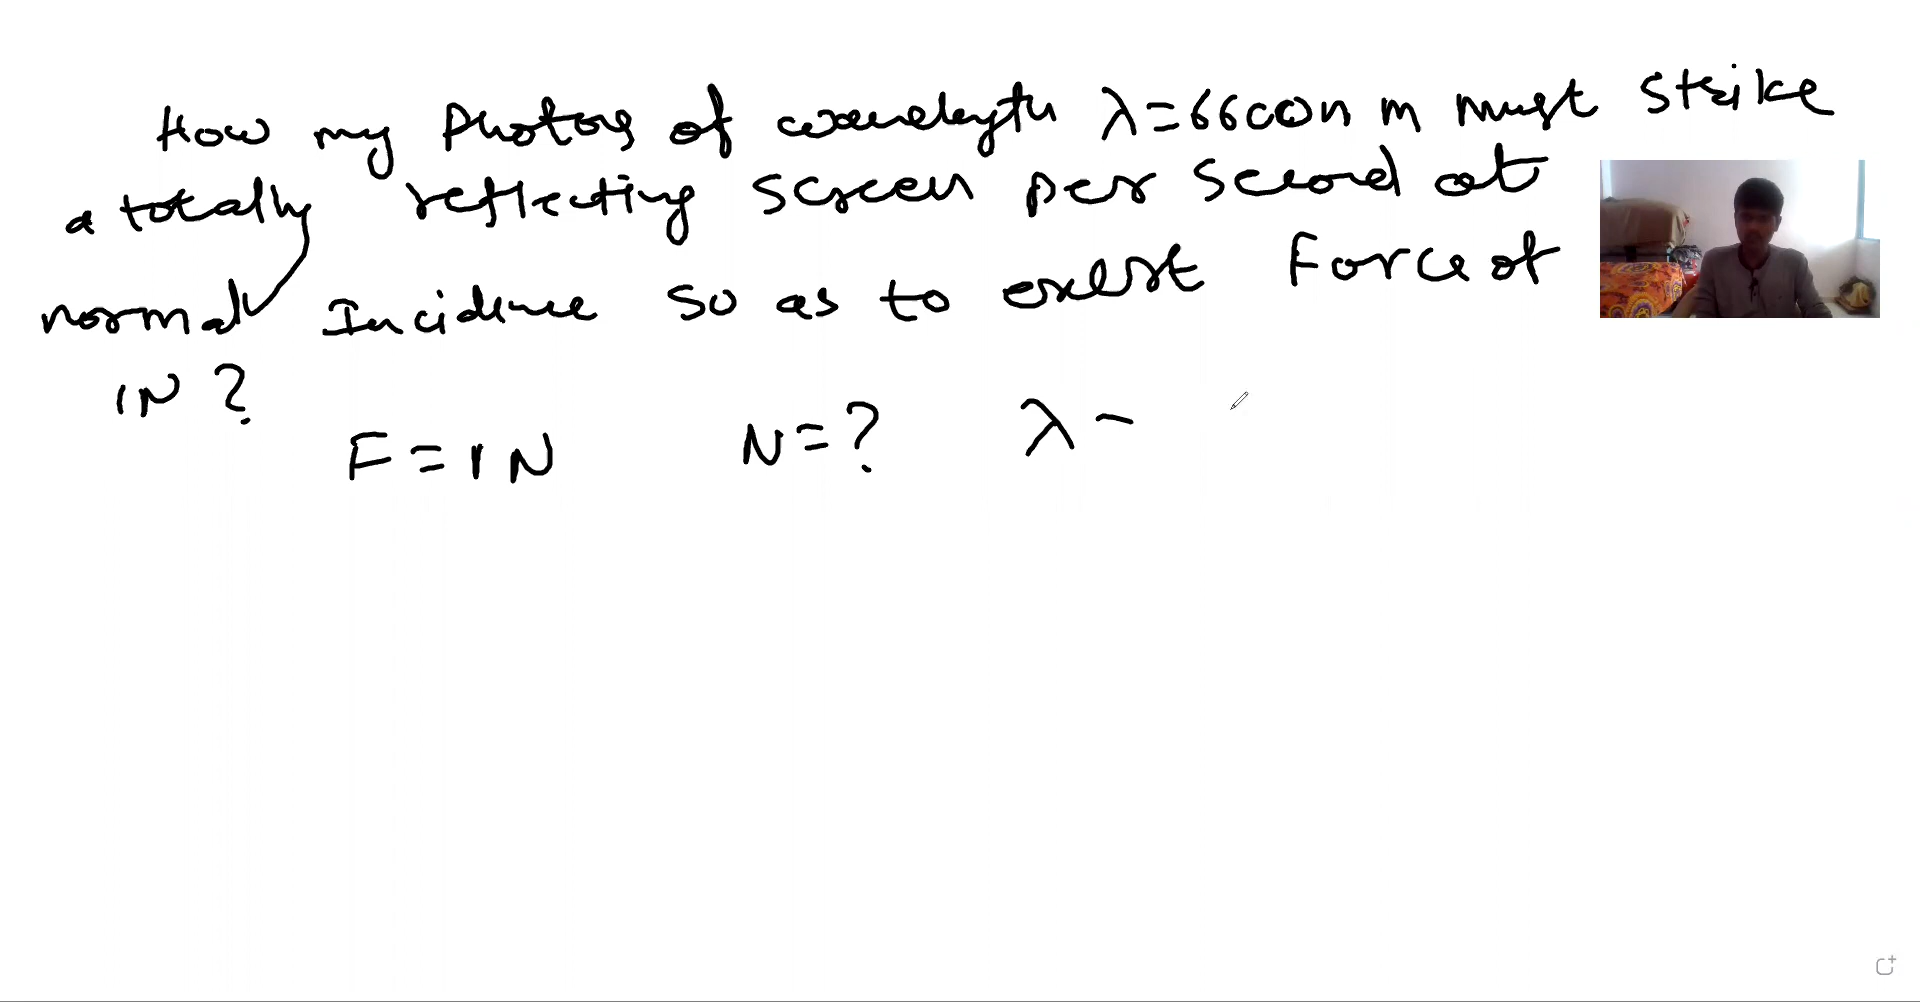 How my Photons of wavelength λ=6600n m must strike
a totally reflecting screen per second at
normal Incidence so as to exert Force of
1N ?
F=1N N=? λ-